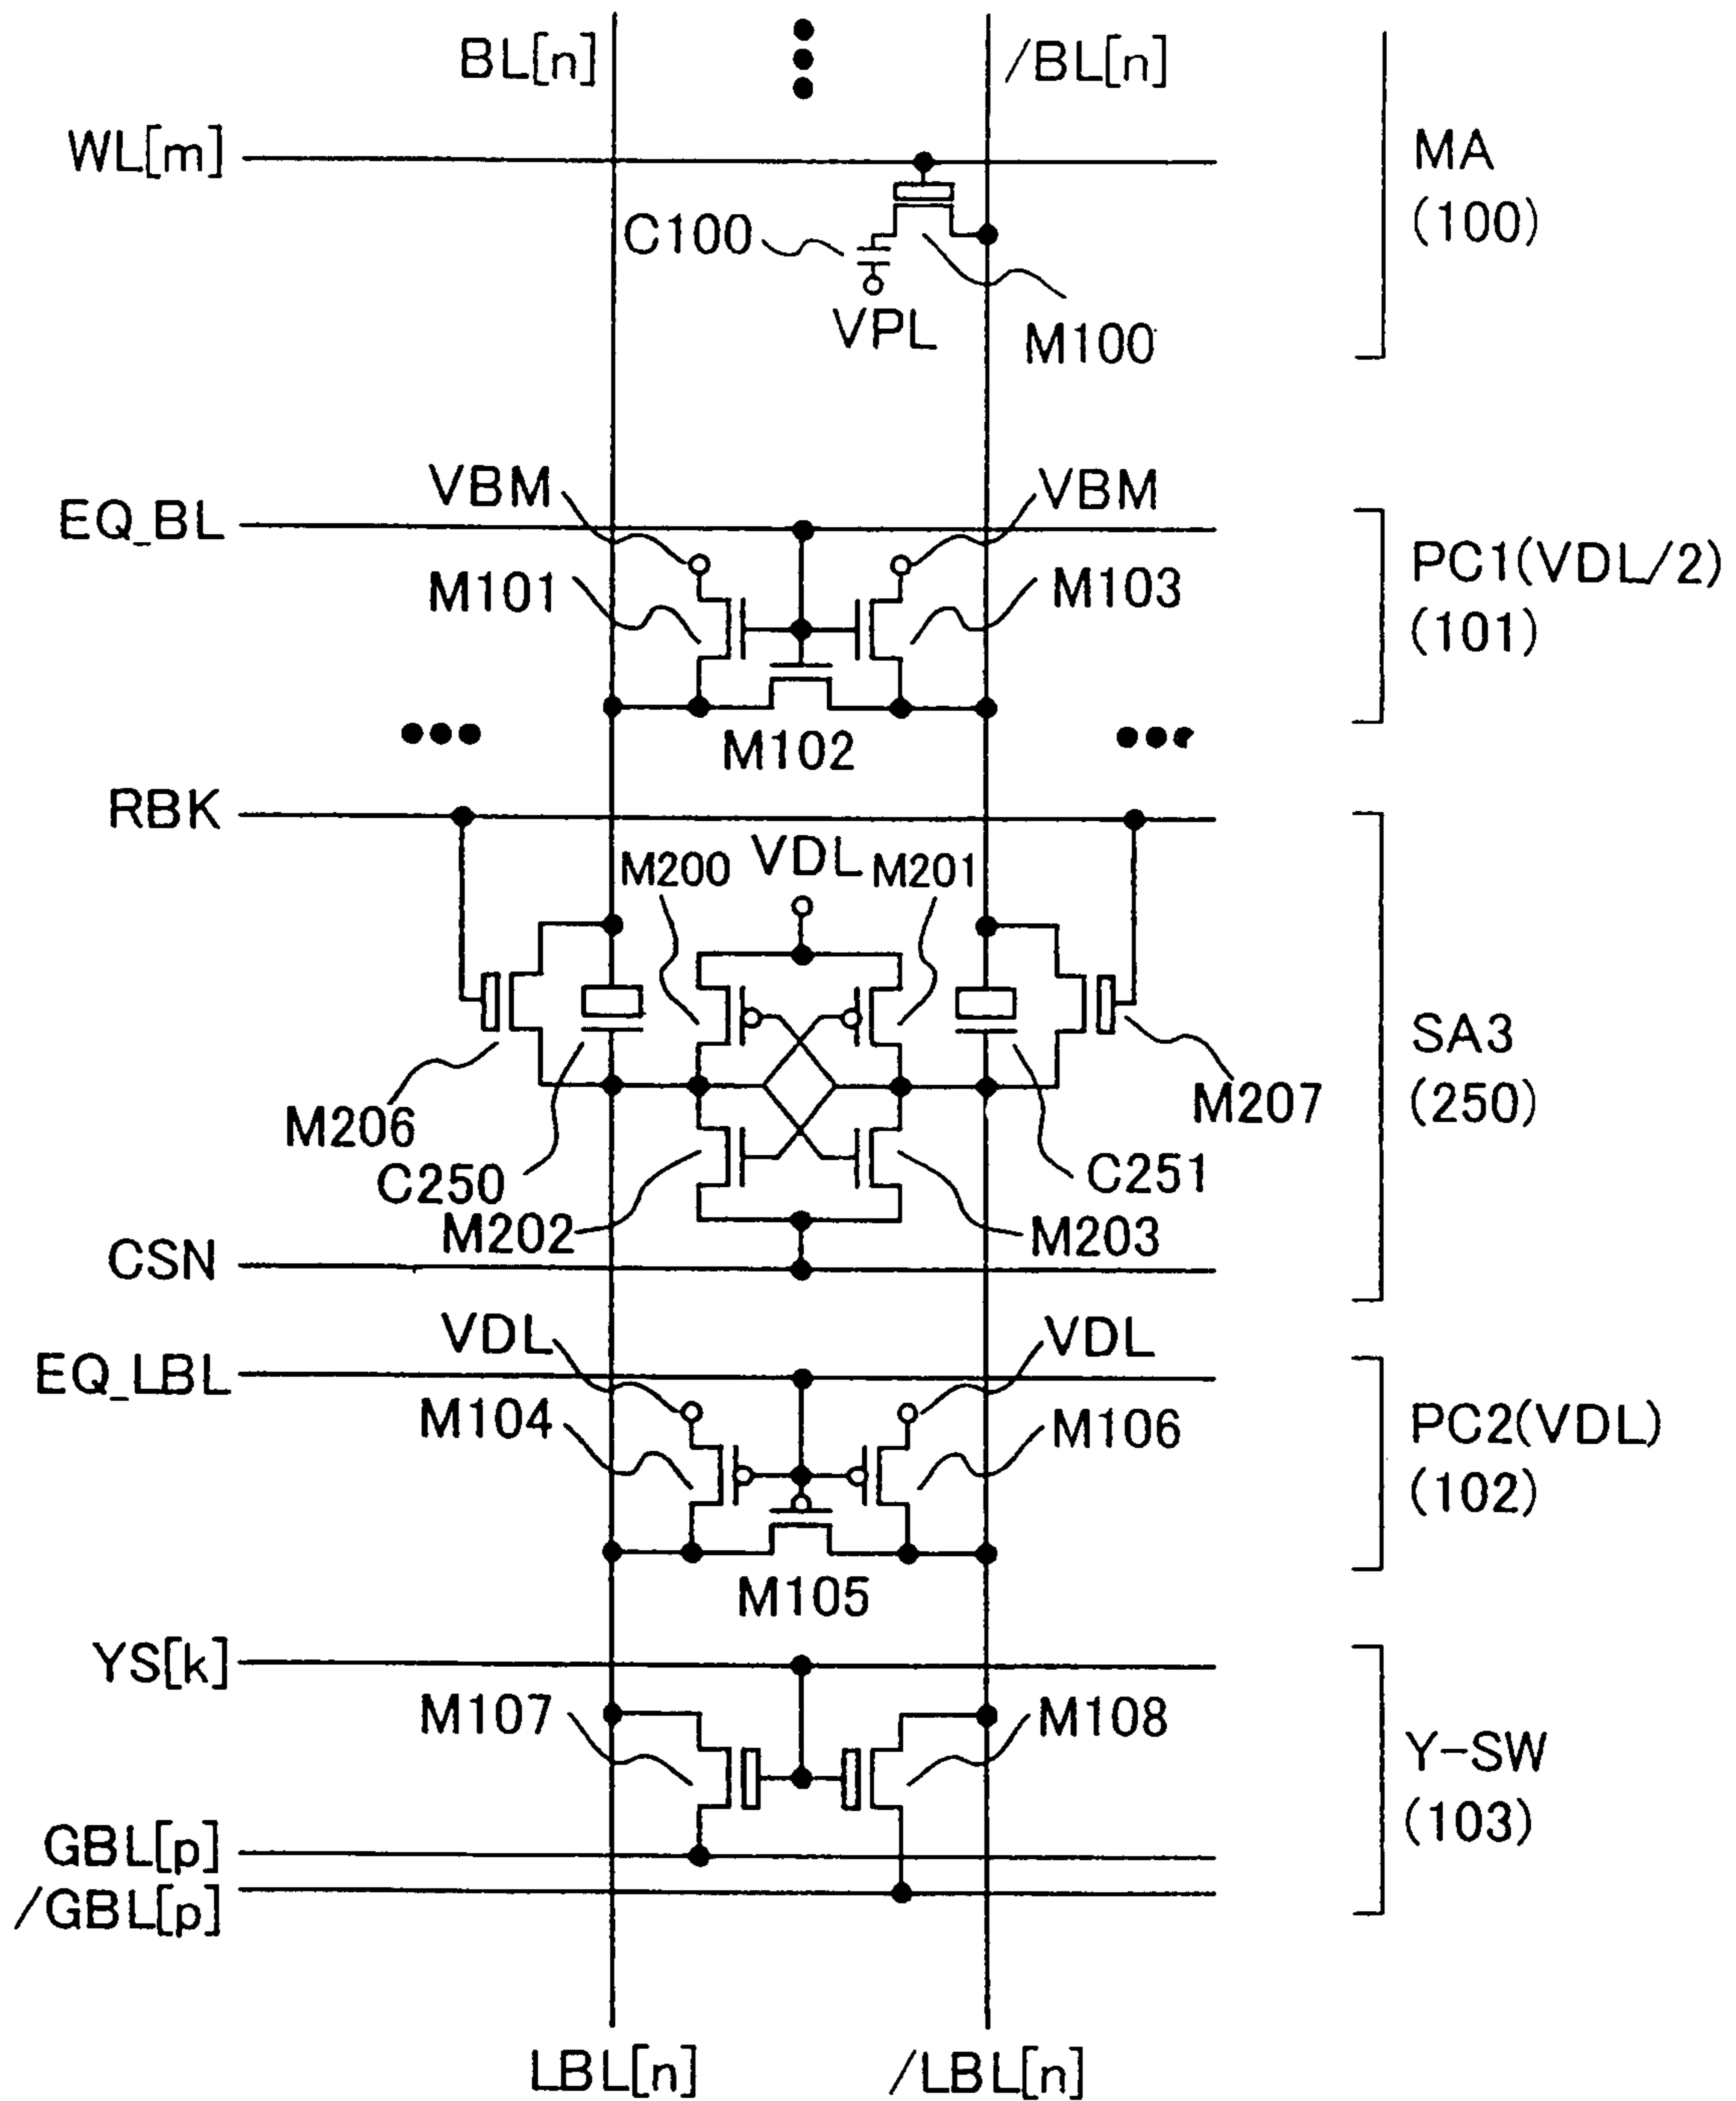 BL[n]
/BL[n]
WL[m]
MA
(100)
C100
VPL
M100
VBM
VBM
EQ_BL
PC1(VDL/2)
(101)
M101
M103
M102
RBK
M200
VDL
M201
SA3
(250)
M206
M207
C250
C251
M202
M203
CSN
VDL
VDL
EQ_LBL
M104
M106
PC2(VDL)
(102)
M105
YS[k]
M107
M108
Y-SW
(103)
GBL[p]
/GBL[p]
LBL[n]
/LBL[n]